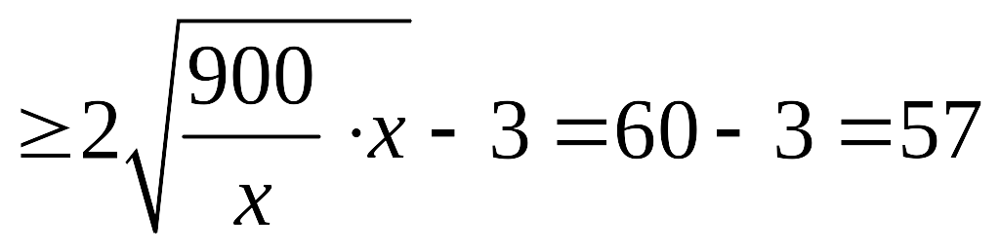 ≥2√(900/x ·x) - 3 =60- 3 =57